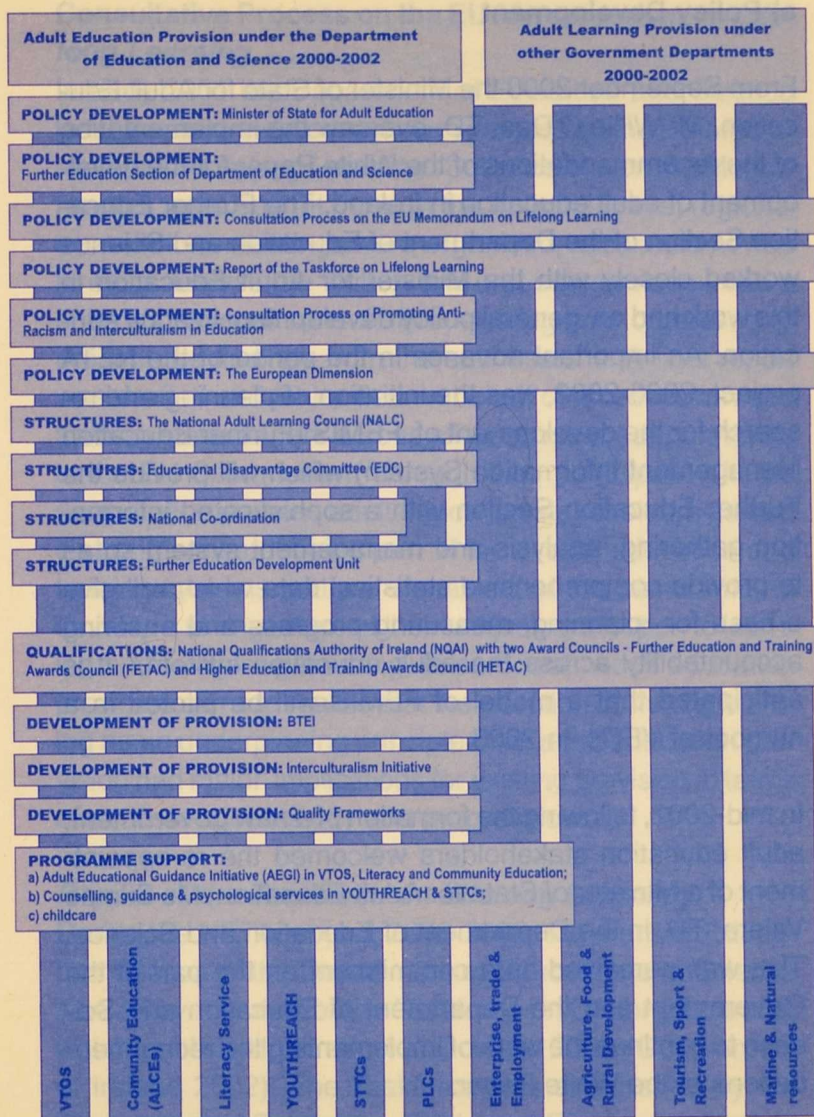 Adult Education Provision under the Department
of Education and Science 2000-2002
Adult Learning Provision under
other Government Departments
2000-2002
POLICY DEVELOPMENT: Minister of State for Adult Education
POLICY DEVELOPMENT:
Further Education Section of Department of Education and Science
POLICY DEVELOPMENT: Consultation Process on the EU Memorandum on Lifelong Learning
POLICY DEVELOPMENT: Report of the Taskforce on Lifelong Learning
POLICY DEVELOPMENT: Consultation Process on Promoting Anti-
Racism and Interculturalism in Education
POLICY DEVELOPMENT: The European Dimension
STRUCTURES: The National Adult Learning Council (NALC)
STRUCTURES: Educational Disadvantage Committee (EDC)
STRUCTURES: National Co-ordination
STRUCTURES: Further Education Development Unit
QUALIFICATIONS: National Qualifications Authority of Ireland (NQAI) with two Award Councils - Further Education and Training
Awards Council (FETAC) and Higher Education and Training Awards Council (HETAC)
DEVELOPMENT OF PROVISION: BTEI
DEVELOPMENT OF PROVISION: Interculturalism Initiative
DEVELOPMENT OF PROVISION: Quality Frameworks
PROGRAMME SUPPORT:
a) Adult Educational Guidance Initiative (AEGI) in VTOS, Literacy and Community Education;
b) Counselling, guidance & psychological services in YOUTHREACH & STTCs;
c) childcare
VTOS
Comunity Education
(ALCEs)
Literacy Service
YOUTHREACH
STTCs
PLCs
Enterprise, trade &
Employment
Agriculture, Food &
Rural Development
Tourism, Sport &
Recreation
Marine & Natural
resources